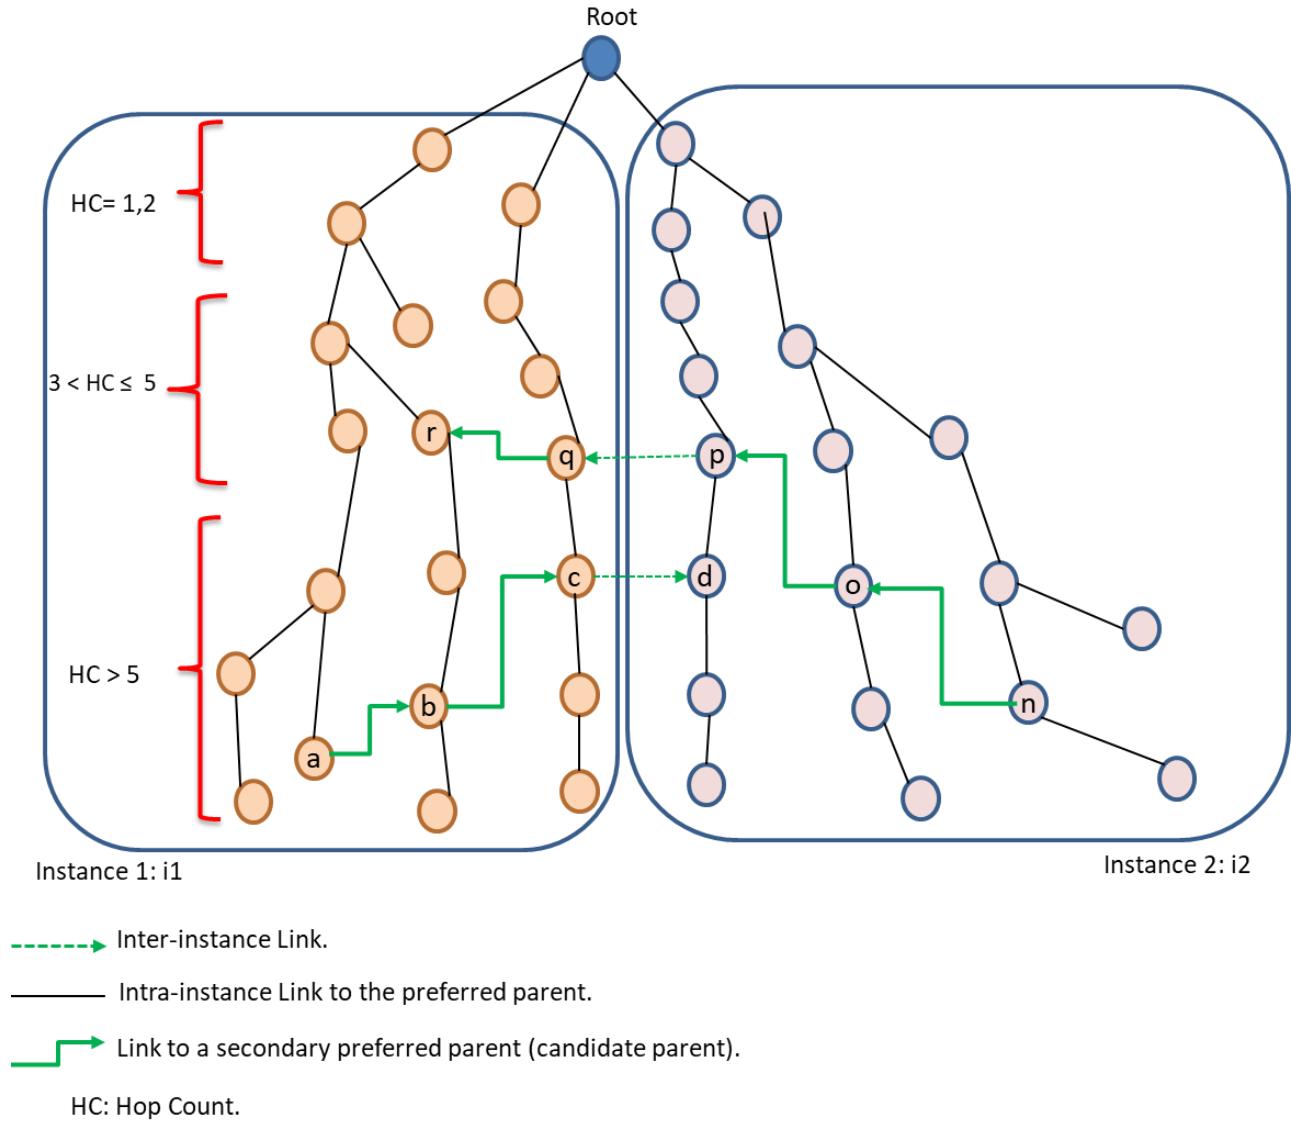 Root
HC= 1,2
3 < HC ≤ 5
r
q
p
c
d
o
HC > 5
b
n
a
Instance 1: i1
Instance 2: i2
Inter-instance Link.
Intra-instance Link to the preferred parent.
Link to a secondary preferred parent (candidate parent).
HC: Hop Count.